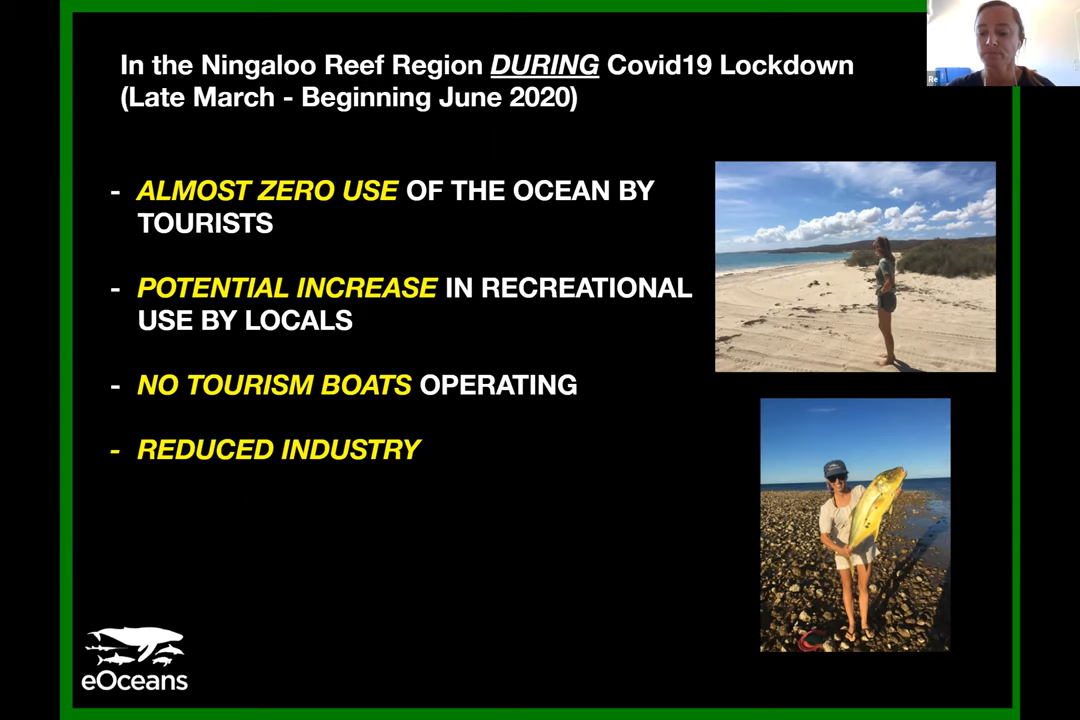 In the Ningaloo Reef Region DURING Covid19 Lockdown
(Late March - Beginning June 2020)
Re
- ALMOST ZERO USE OF THE OCEAN BY
TOURISTS
- POTENTIAL INCREASE IN RECREATIONAL
USE BY LOCALS
- NO TOURISM BOATS OPERATING
- REDUCED INDUSTRY
eOceans